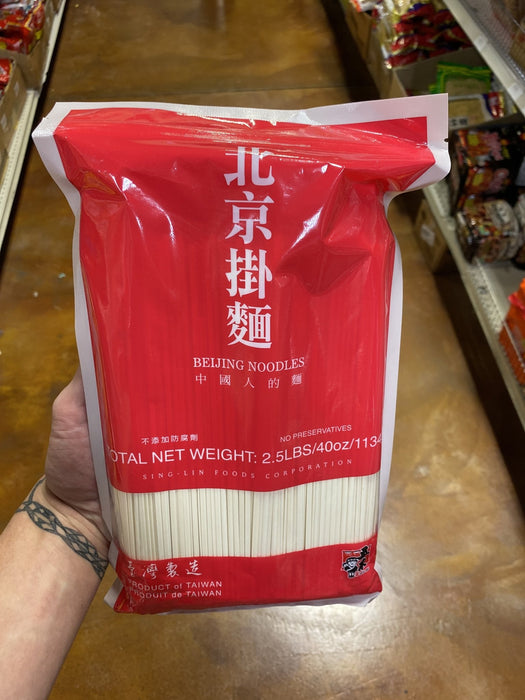 北京掛麵
BEIJING NOODLES
中國人的麵
不添加防腐劑
NO PRESERVATIVES
TOTAL NET WEIGHT: 2.5LBS/40oz/1134
SING-LIN FOODS CORPORATION
臺灣製造
PRODUCT of TAIWAN
PRODUIT de TAIWAN